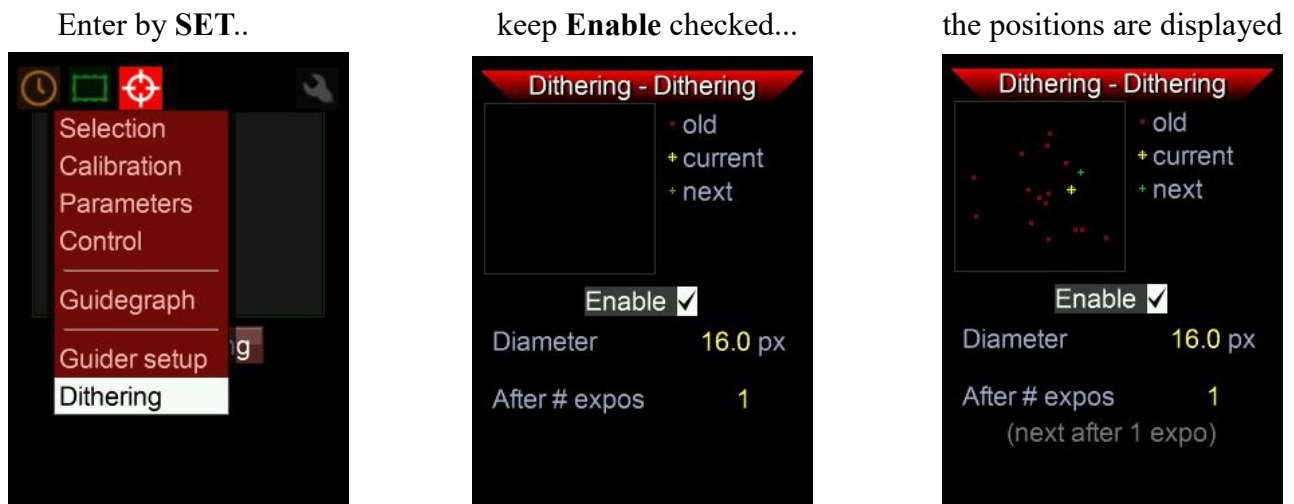 Enter by SET..
Selection
Calibration
Parameters
Control
Guidegraph
Guider setup
Dithering
keep Enable checked...
Dithering - Dithering
old
current
next
Enable
Diameter 16.0 px
After # expos 1
the positions are displayed
Dithering - Dithering
old
current
next
Enable
Diameter 16.0 px
After # expos 1
(next after 1 expo)